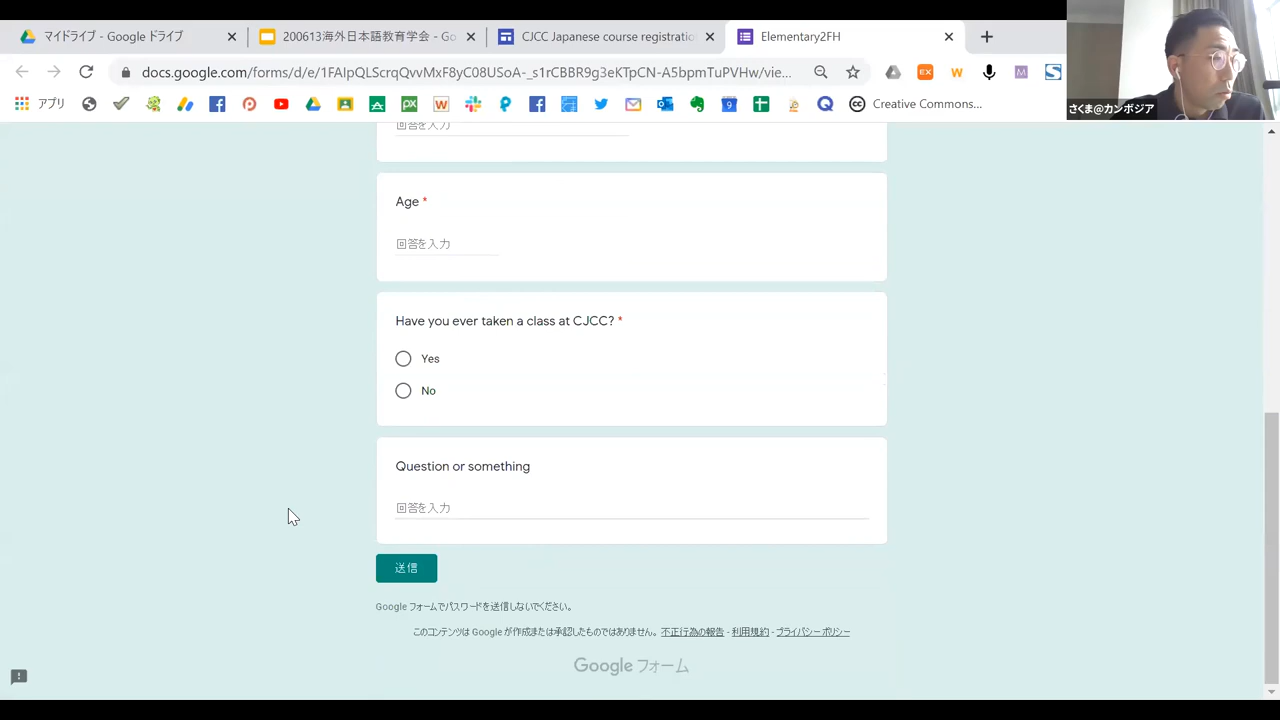 マイドライブ - Google ドライブ
200613海外日本語教育学会 - Go
CJCC Japanese course registratio
Elementary2FH
docs.google.com/forms/d/e/1FAIpQLScrqQvvMxF8yC08USoA-_s1rCBBR9g3eKTpCN-A5bpmTuPVHw/vie...
アプリ
Creative Commons...
さくま@カンボジア
回答を入力
Age *
回答を入力
Have you ever taken a class at CJCC? *
Yes
No
Question or something
回答を入力
送信
Google フォームでパスワードを送信しないでください。
このコンテンツは Google が作成または承認したものではありません。 不正行為の報告 - 利用規約 - プライバシー ポリシー
Google フォーム